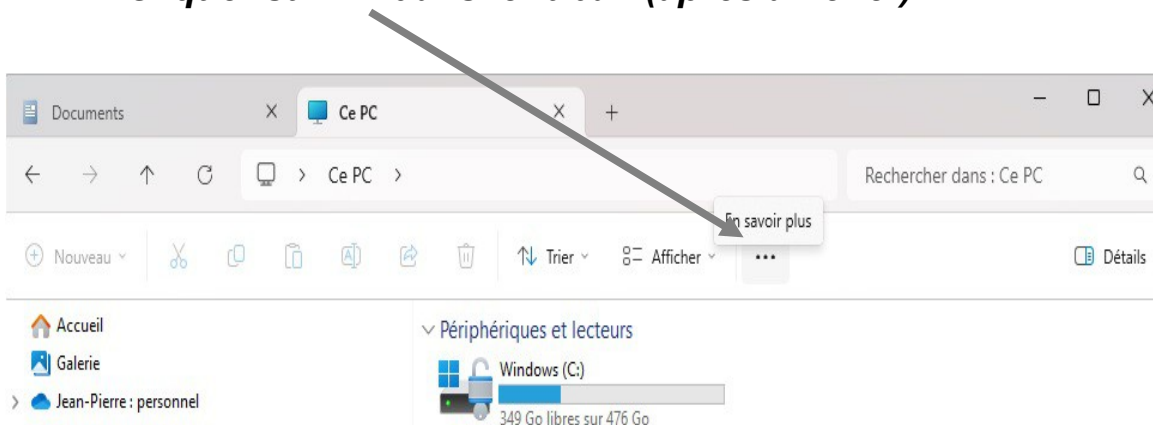 Documents
Ce PC
Ce PC
Rechercher dans : Ce PC
En savoir plus
Nouveau
Trier
Afficher
...
Détails
Accueil
Galerie
Jean-Pierre : personnel
Périphériques et lecteurs
Windows (C:)
349 Go libres sur 476 Go